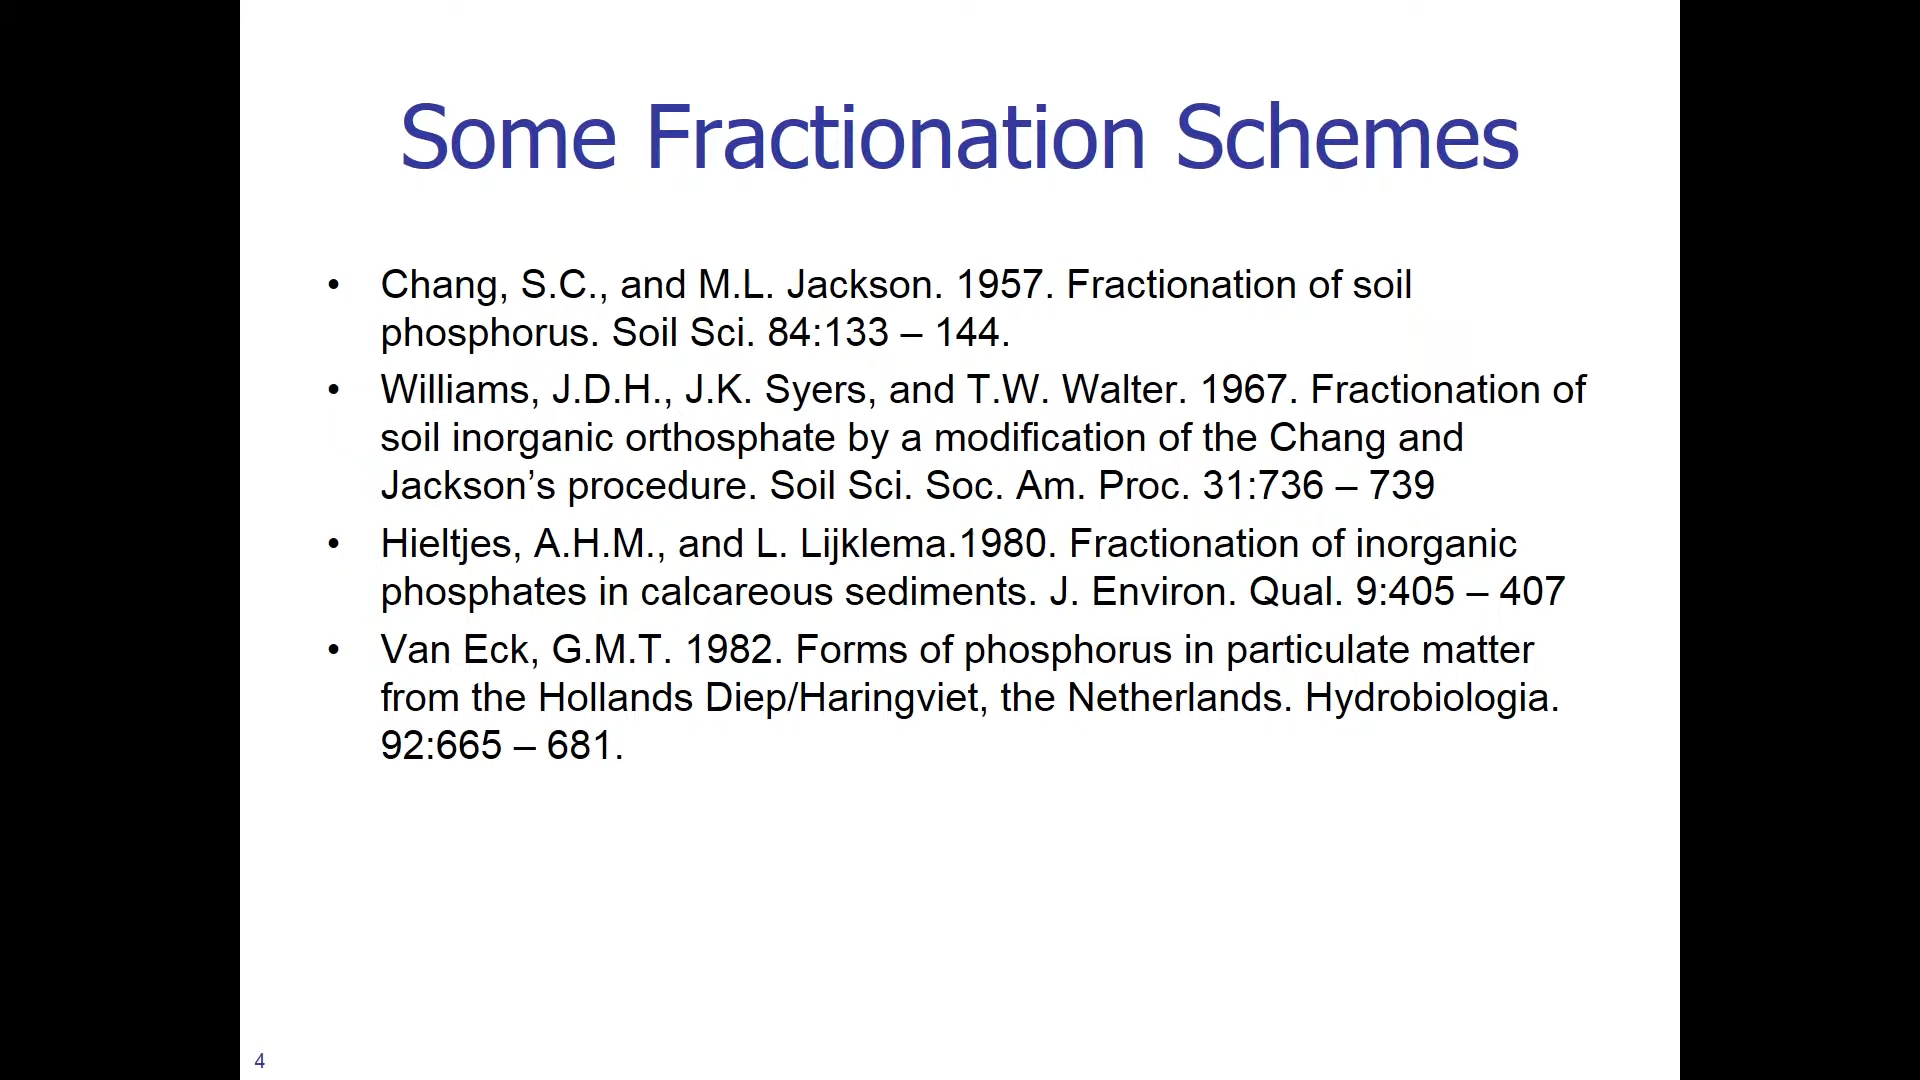 Some Fractionation Schemes
• Chang, S.C., and M.L. Jackson. 1957. Fractionation of soil
phosphorus. Soil Sci. 84:133 – 144.
• Williams, J.D.H., J.K. Syers, and T.W. Walter. 1967. Fractionation of
soil inorganic orthosphate by a modification of the Chang and
Jackson’s procedure. Soil Sci. Soc. Am. Proc. 31:736 – 739
• Hieltjes, A.H.M., and L. Lijklema.1980. Fractionation of inorganic
phosphates in calcareous sediments. J. Environ. Qual. 9:405 – 407
• Van Eck, G.M.T. 1982. Forms of phosphorus in particulate matter
from the Hollands Diep/Haringviet, the Netherlands. Hydrobiologia.
92:665 – 681.
4